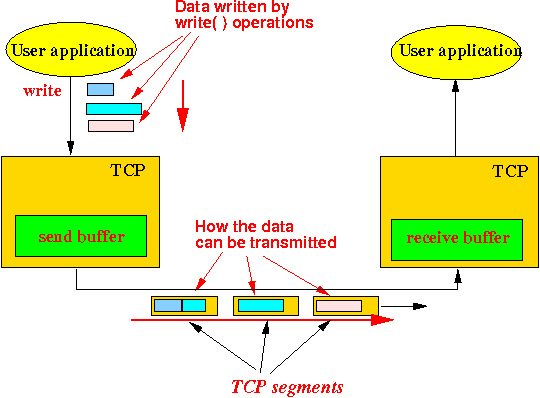 Data written by
write( ) operations
User application
User application
write
TCP
TCP
send buffer
receive buffer
How the data
can be transmitted
TCP segments